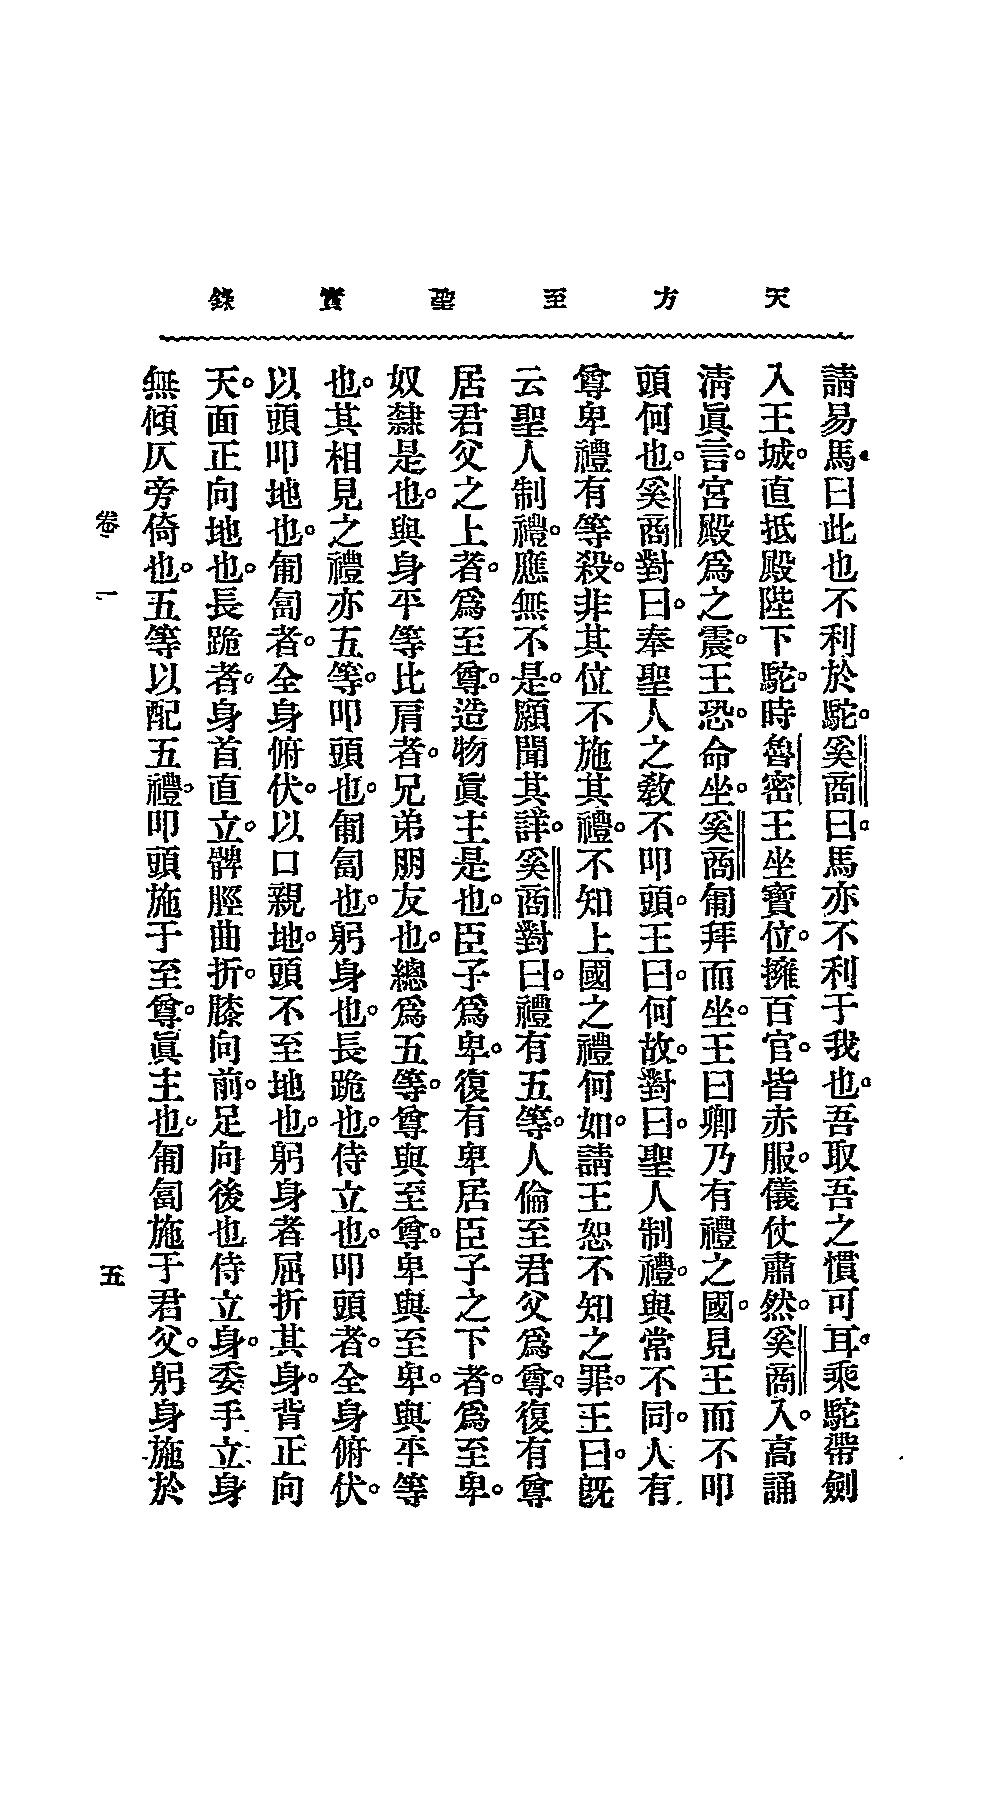 天方至聖實錄
請易馬。曰此也不利於駝。奚商曰。馬亦不利于我也。吾取吾之慣可耳。乘駝帶劍
入王城。直抵殿陛下駝。時魯密王坐寶位。擁百官。皆赤服。儀仗肅然。奚商入。高誦
淸眞言。宮殿爲之震。王恐。命坐。奚商匍拜而坐。王曰卿乃有禮之國。見王而不叩
頭何也。奚商對曰。奉聖人之敎不叩頭。王曰。何故。對曰。聖人制禮。與常不同。人有
尊卑禮有等殺。非其位不施其禮。不知上國之禮何如。請王恕不知之罪。王曰。旣
云聖人制禮。應無不是。願聞其詳。奚商對曰。禮有五等。人倫至君父爲尊。復有尊
居君父之上者。爲至尊。造物眞主是也。臣子爲卑。復有卑居臣子之下者。爲至卑。
奴隸是也。與身平等比肩者。兄弟朋友也。總爲五等。尊與至尊。卑與至卑。與平等
也。其相見之禮亦五等。叩頭也。匍匐也。躬身也。長跪也。侍立也。叩頭者。全身俯伏。
以頭叩地也。匍匐者。全身俯伏。以口親地。頭不至地也。躬身者屈折其身。背正向
天。面正向地也。長跪者。身首直立。髀脛曲折。膝向前。足向後也侍立身。委手立身
無傾仄旁倚也。五等以配五禮。叩頭施于至尊。眞主也。匍匐施于君父。躬身施於
卷一
五